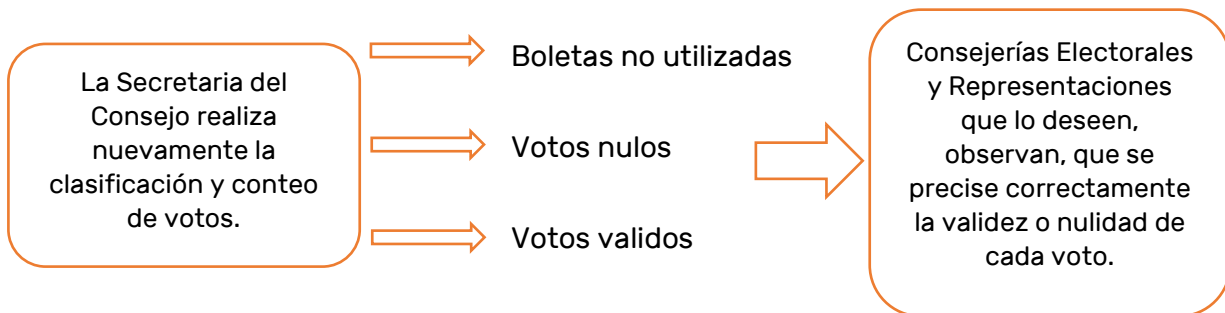 La Secretaria del
Consejo realiza
nuevamente la
clasificación y conteo
de votos.
Boletas no utilizadas
Votos nulos
Votos validos
Consejerías Electorales
y Representaciones
que lo deseen,
observan, que se
precise correctamente
la validez o nulidad de
cada voto.